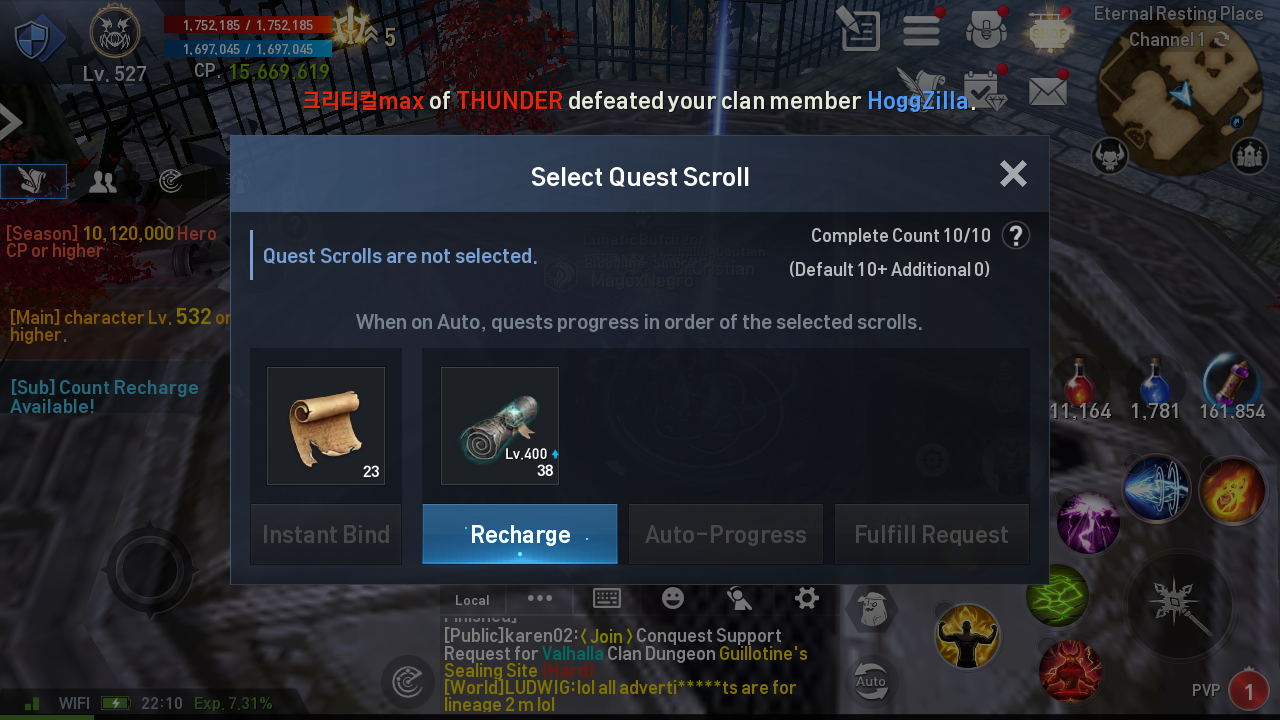 1,752,185 / 1,752,185
1,697,045 / 1,697,045
5
Lv. 527
CP. 15,669,619
Eternal Resting Place
Channel 1
크리티컬max of THUNDER defeated your clan member HoggZilla.
Select Quest Scroll
[Season] 10,120,000 Hero
CP or higher
Quest Scrolls are not selected.
Complete Count 10/10
?
(Default 10+ Additional 0)
[Main] character Lv. 532 or
higher.
When on Auto, quests progress in order of the selected scrolls.
[Sub] Count Recharge
Available!
23
Lv.400
38
11,164
1,781
161,854
Instant Bind
Recharge
Auto-Progress
Fulfill Request
Local
Finished]
[Public]karen02:〈 Join 〉 Conquest Support
Request for Valhalla Clan Dungeon Guillotine's
Sealing Site (Hard)
[World]LUDWIG:lol all adverti*****ts are for
lineage 2 m lol
Auto
PVP
1
WIFI
22:10
Exp. 7.31%